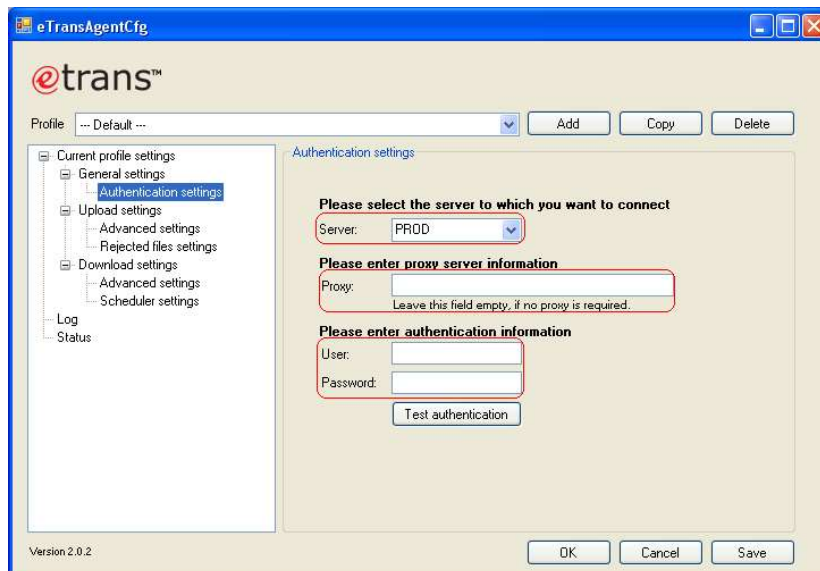 eTransAgentCfg
etrans™
Profile --- Default --- Add Copy Delete
Current profile settings
General settings
Authentication settings
Upload settings
Advanced settings
Rejected files settings
Download settings
Advanced settings
Scheduler settings
Log
Status
Authentication settings
Please select the server to which you want to connect
Server: PROD
Please enter proxy server information
Proxy:
Leave this field empty, if no proxy is required.
Please enter authentication information
User:
Password:
Test authentication
Version 2.0.2
OK Cancel Save